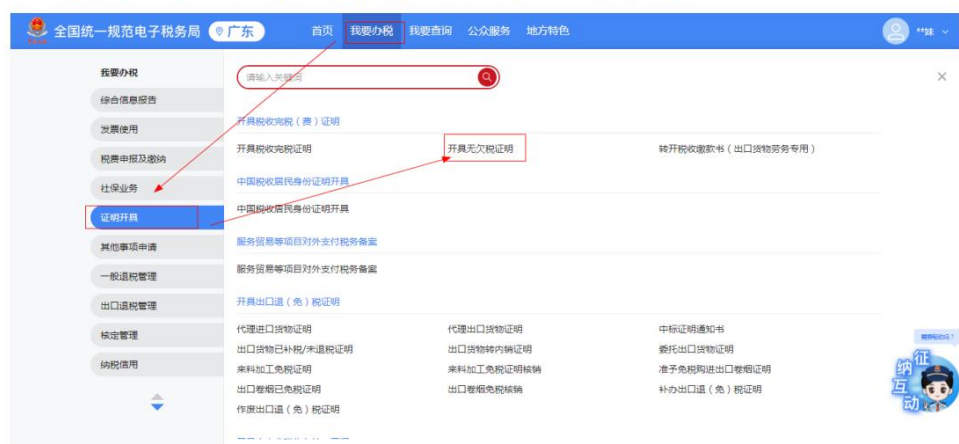 全国统一规范电子税务局 广东 首页 我要办税 我要查询 公众服务 地方特色 **妹
我要办税
综合信息报告
发票使用
税费申报及缴纳
社保业务
证明开具
其他事项申请
一般退税管理
出口退税管理
核定管理
纳税信用
请输入关键词
开具税收完税（费）证明
开具税收完税证明 开具无欠税证明 转开税收缴款书（出口货物劳务专用）
中国税收居民身份证明开具
中国税收居民身份证明开具
服务贸易等项目对外支付税务备案
服务贸易等项目对外支付税务备案
开具出口退（免）税证明
代理进口货物证明 代理出口货物证明 中标证明通知书
出口货物已补税/未退税证明 出口货物转内销证明 委托出口货物证明
来料加工免税证明 来料加工免税证明核销 准予免税购进出口卷烟证明
出口卷烟已免税证明 出口卷烟免税核销 补办出口退（免）税证明
作废出口退（免）税证明
征纳互动